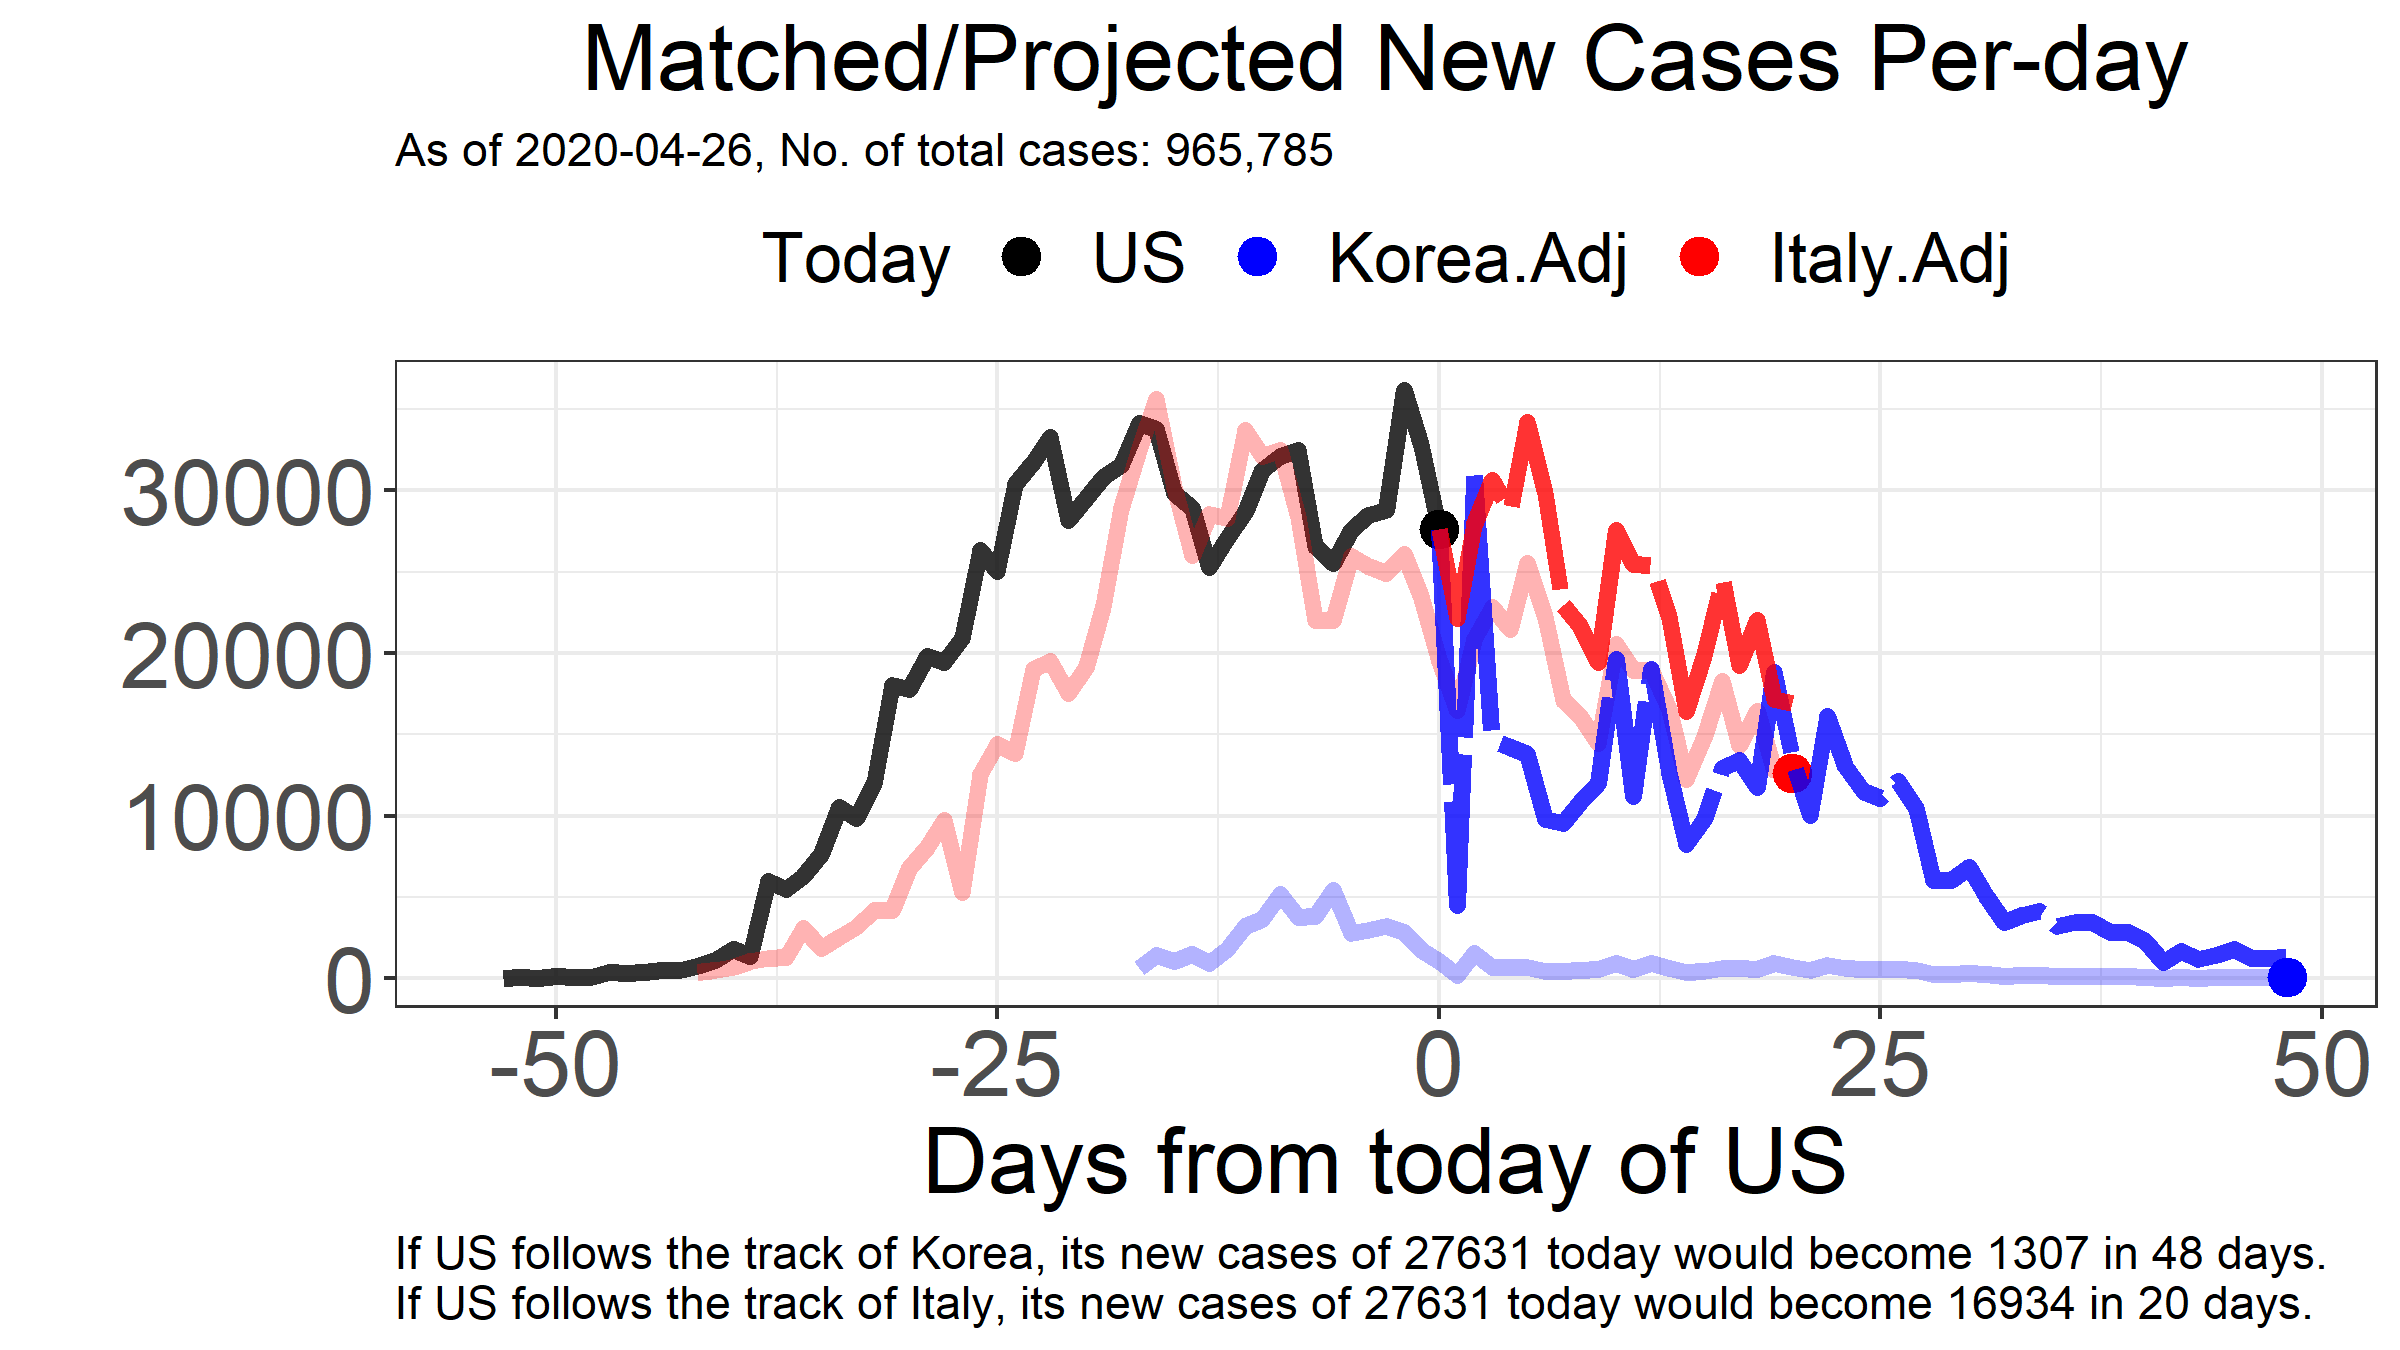 Matched/Projected New Cases Per-day
As of 2020-04-26, No. of total cases: 965,785
Today US Korea.Adj Italy.Adj
30000
20000
10000
0
-50 -25 0 25 50
Days from today of US
If US follows the track of Korea, its new cases of 27631 today would become 1307 in 48 days.
If US follows the track of Italy, its new cases of 27631 today would become 16934 in 20 days.